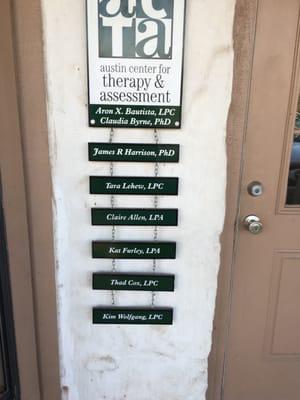 acta
austin center for
therapy &
assessment
Aron X. Bautista, LPC
Claudia Byrne, PhD
James R Harrison, PhD
Tara Lehew, LPC
Claire Allen, LPA
Kat Furley, LPA
Thad Cox, LPC
Kim Wolfgang, LPC